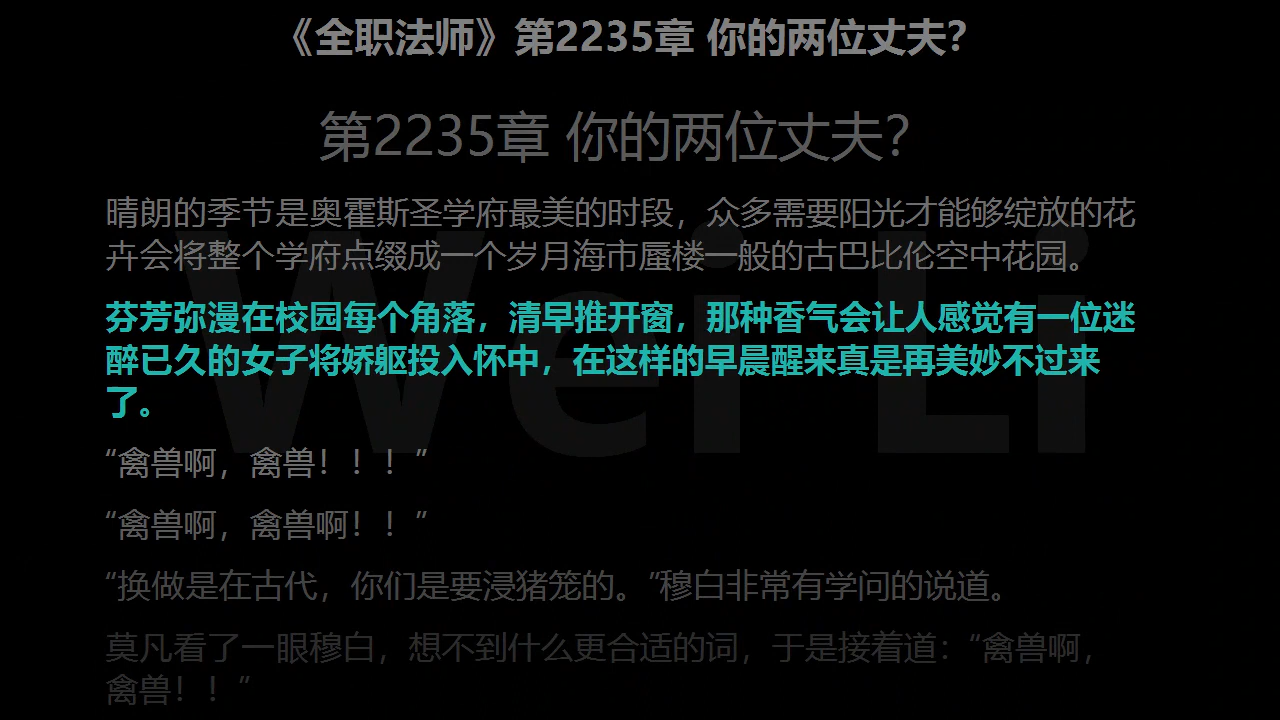 《全职法师》第2235章 你的两位丈夫？
第2235章 你的两位丈夫？
晴朗的季节是奥霍斯圣学府最美的时段，众多需要阳光才能够绽放的花
卉会将整个学府点缀成一个岁月海市蜃楼一般的古巴比伦空中花园。
芬芳弥漫在校园每个角落，清早推开窗，那种香气会让人感觉有一位迷
醉已久的女子将娇躯投入怀中，在这样的早晨醒来真是再美妙不过来
了。
“禽兽啊，禽兽！！！”
“禽兽啊，禽兽啊！！”
“换做是在古代，你们是要浸猪笼的。”穆白非常有学问的说道。
莫凡看了一眼穆白，想不到什么更合适的词，于是接着道：“禽兽啊，
禽兽！！”
Wei Li